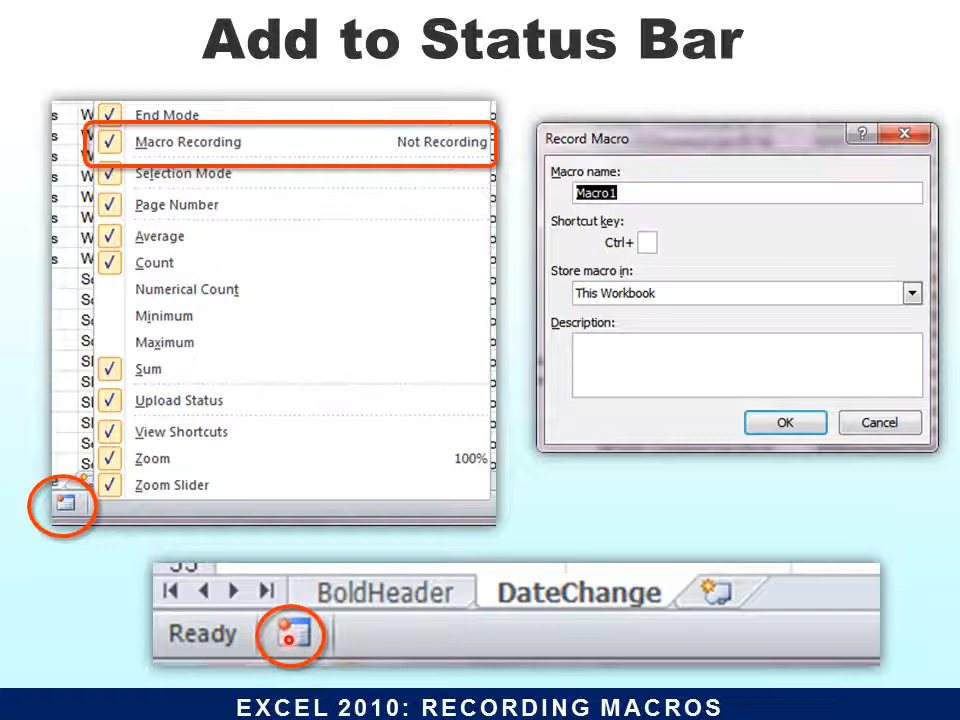 Add to Status Bar
End Mode
Macro Recording Not Recording
Selection Mode
Page Number
Average
Count
Numerical Count
Minimum
Maximum
Sum
Upload Status
View Shortcuts
Zoom 100%
Zoom Slider
Record Macro
Macro name:
Macro1
Shortcut key:
Ctrl+
Store macro in:
This Workbook
Description:
OK Cancel
BoldHeader DateChange
Ready
EXCEL 2010: RECORDING MACROS